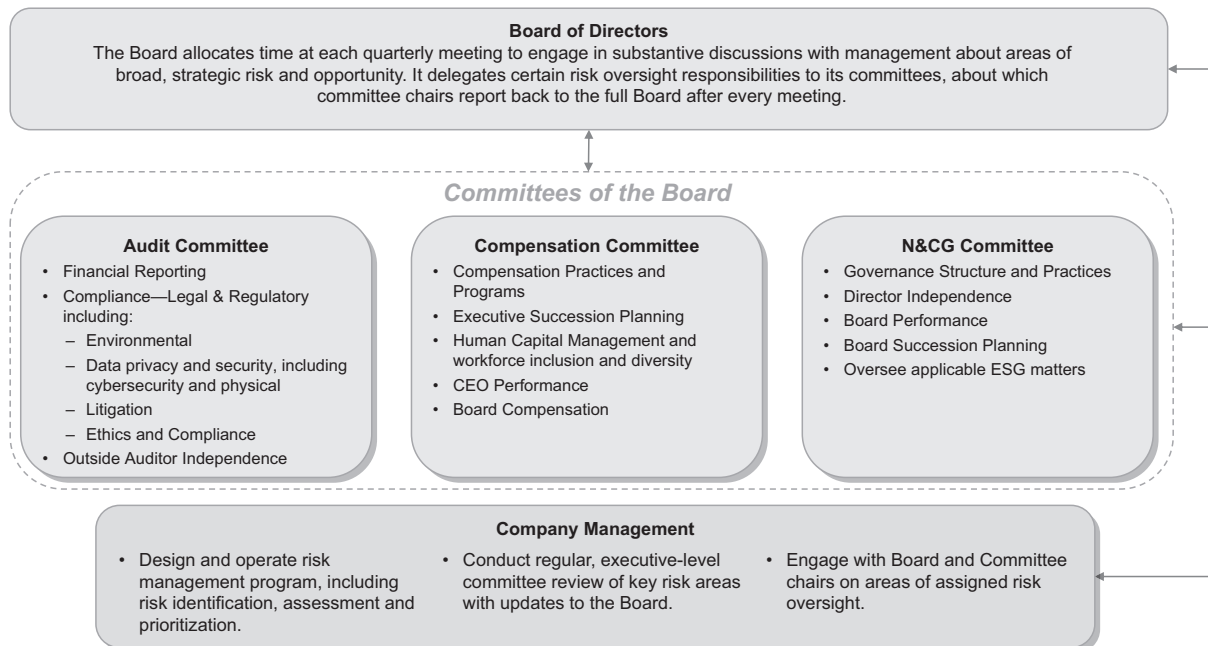 Board of Directors
The Board allocates time at each quarterly meeting to engage in substantive discussions with management about areas of
broad, strategic risk and opportunity. It delegates certain risk oversight responsibilities to its committees, about which
committee chairs report back to the full Board after every meeting.
Committees of the Board
Audit Committee
• Financial Reporting
• Compliance—Legal & Regulatory
including:
– Environmental
– Data privacy and security, including
cybersecurity and physical
– Litigation
– Ethics and Compliance
• Outside Auditor Independence
Compensation Committee
• Compensation Practices and
Programs
• Executive Succession Planning
• Human Capital Management and
workforce inclusion and diversity
• CEO Performance
• Board Compensation
N&CG Committee
• Governance Structure and Practices
• Director Independence
• Board Performance
• Board Succession Planning
• Oversee applicable ESG matters
Company Management
• Design and operate risk
management program, including
risk identification, assessment and
prioritization.
• Conduct regular, executive-level
committee review of key risk areas
with updates to the Board.
• Engage with Board and Committee
chairs on areas of assigned risk
oversight.